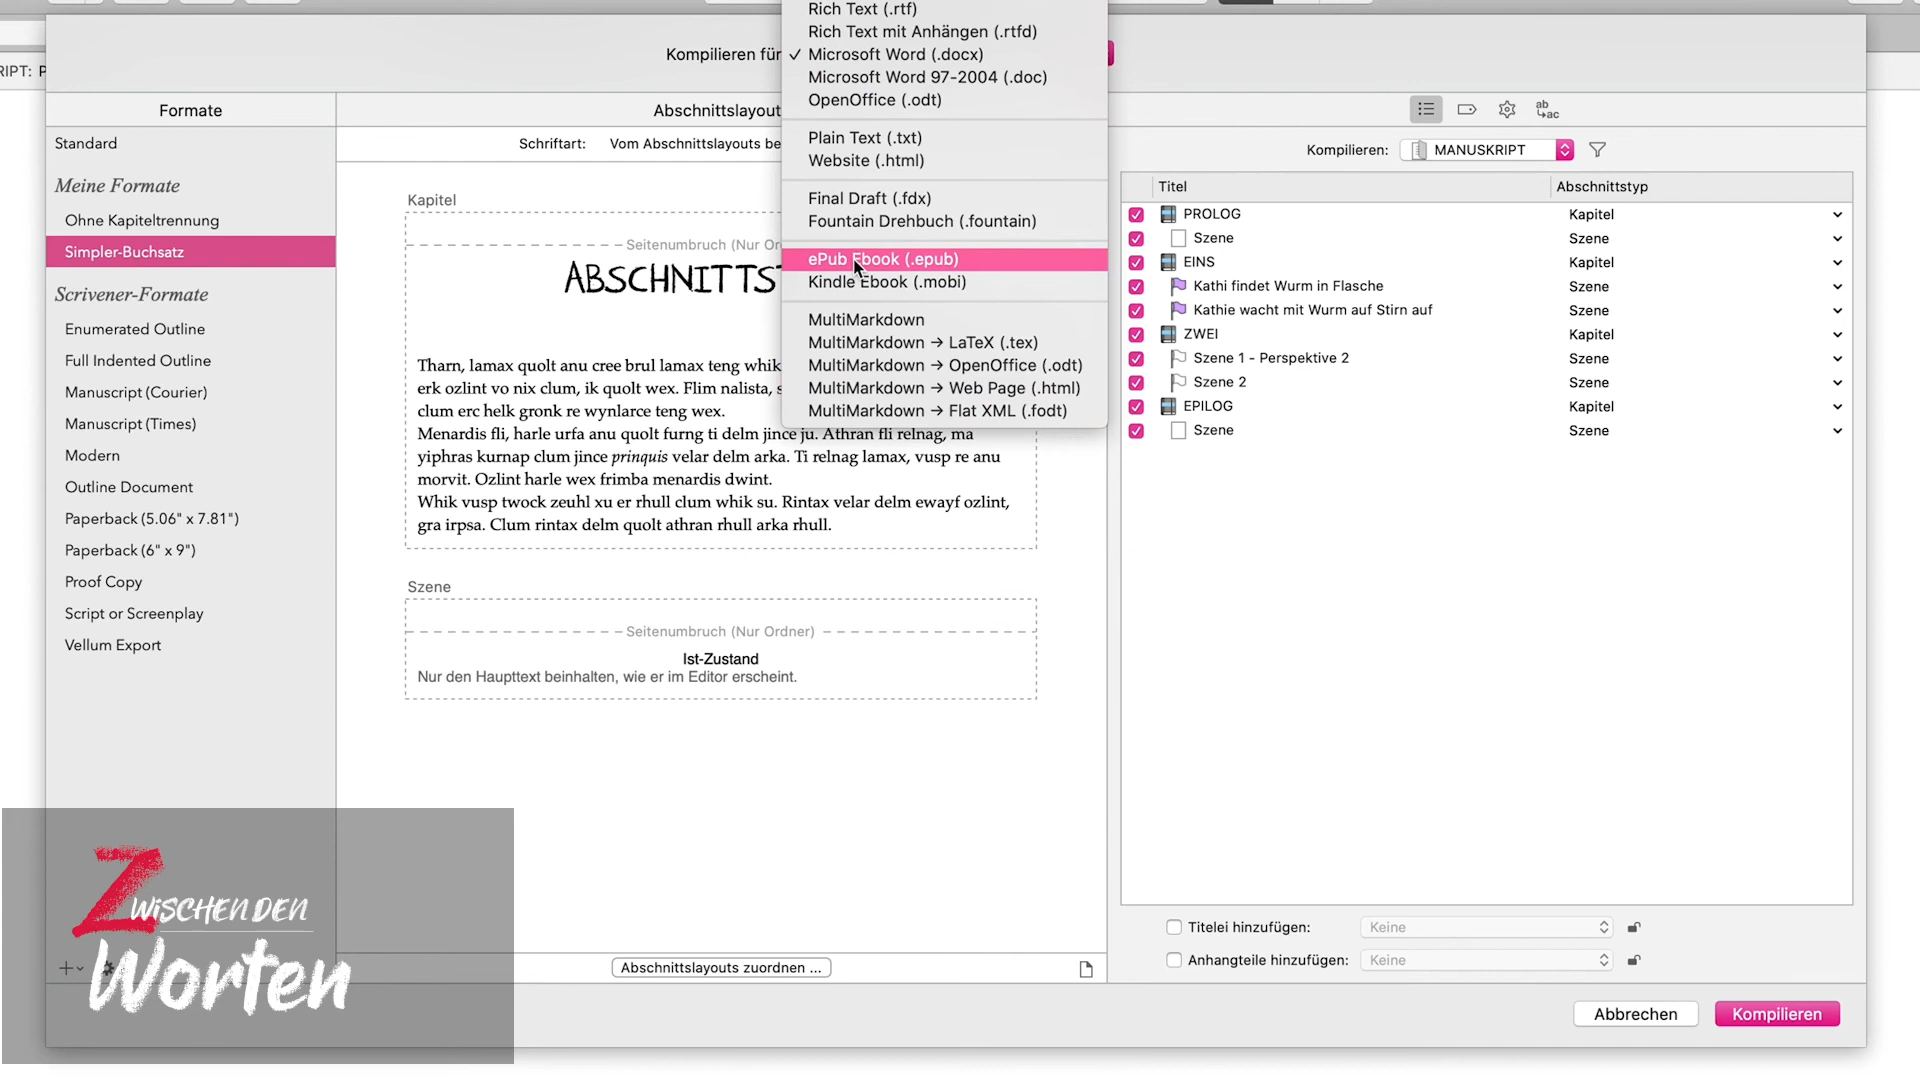 Rich Text (.rtf)
Rich Text mit Anhängen (.rtfd)
Kompilieren für
✓ Microsoft Word (.docx)
Microsoft Word 97-2004 (.doc)
OpenOffice (.odt)
Plain Text (.txt)
Website (.html)
Final Draft (.fdx)
Fountain Drehbuch (.fountain)
ePub Ebook (.epub)
Kindle Ebook (.mobi)
MultiMarkdown
MultiMarkdown → LaTeX (.tex)
MultiMarkdown → OpenOffice (.odt)
MultiMarkdown → Web Page (.html)
MultiMarkdown → Flat XML (.fodt)
RIPT: P
Formate
Standard
Meine Formate
Ohne Kapiteltrennung
Simpler-Buchsatz
Scrivener-Formate
Enumerated Outline
Full Indented Outline
Manuscript (Courier)
Manuscript (Times)
Modern
Outline Document
Paperback (5.06" x 7.81")
Paperback (6" x 9")
Proof Copy
Script or Screenplay
Vellum Export
Abschnittslayout
Schriftart: Vom Abschnittslayouts be
Kapitel
Seitenumbruch (Nur Or
ABSCHNITTST
Tharn, lamax quolt anu cree brul lamax teng whik
erk ozlint vo nix clum, ik quolt wex. Flim nalista, s
clum erc helk gronk re wynlarce teng wex.
Menardis fli, harle urfa anu quolt furng ti delm jince ju. Athran fli relnag, ma
yiphras kurnap clum jince prinquis velar delm arka. Ti relnag lamax, vusp re anu
morvit. Ozlint harle wex frimba menardis dwint.
Whik vusp twock zeuhl xu er rhull clum whik su. Rintax velar delm ewayf ozlint,
gra irpsa. Clum rintax delm quolt athran rhull arka rhull.
Szene
Seitenumbruch (Nur Ordner)
Ist-Zustand
Nur den Haupttext beinhalten, wie er im Editor erscheint.
Abschnittslayouts zuordnen ...
ab
ac
Kompilieren: MANUSKRIPT
Titel Abschnittstyp
PROLOG Kapitel
Szene Szene
EINS Kapitel
Kathi findet Wurm in Flasche Szene
Kathie wacht mit Wurm auf Stirn auf Szene
ZWEI Kapitel
Szene 1 - Perspektive 2 Szene
Szene 2 Szene
EPILOG Kapitel
Szene Szene
Titelei hinzufügen: Keine
Anhangteile hinzufügen: Keine
Abbrechen Kompilieren
ZWISCHEN DEN
Worten